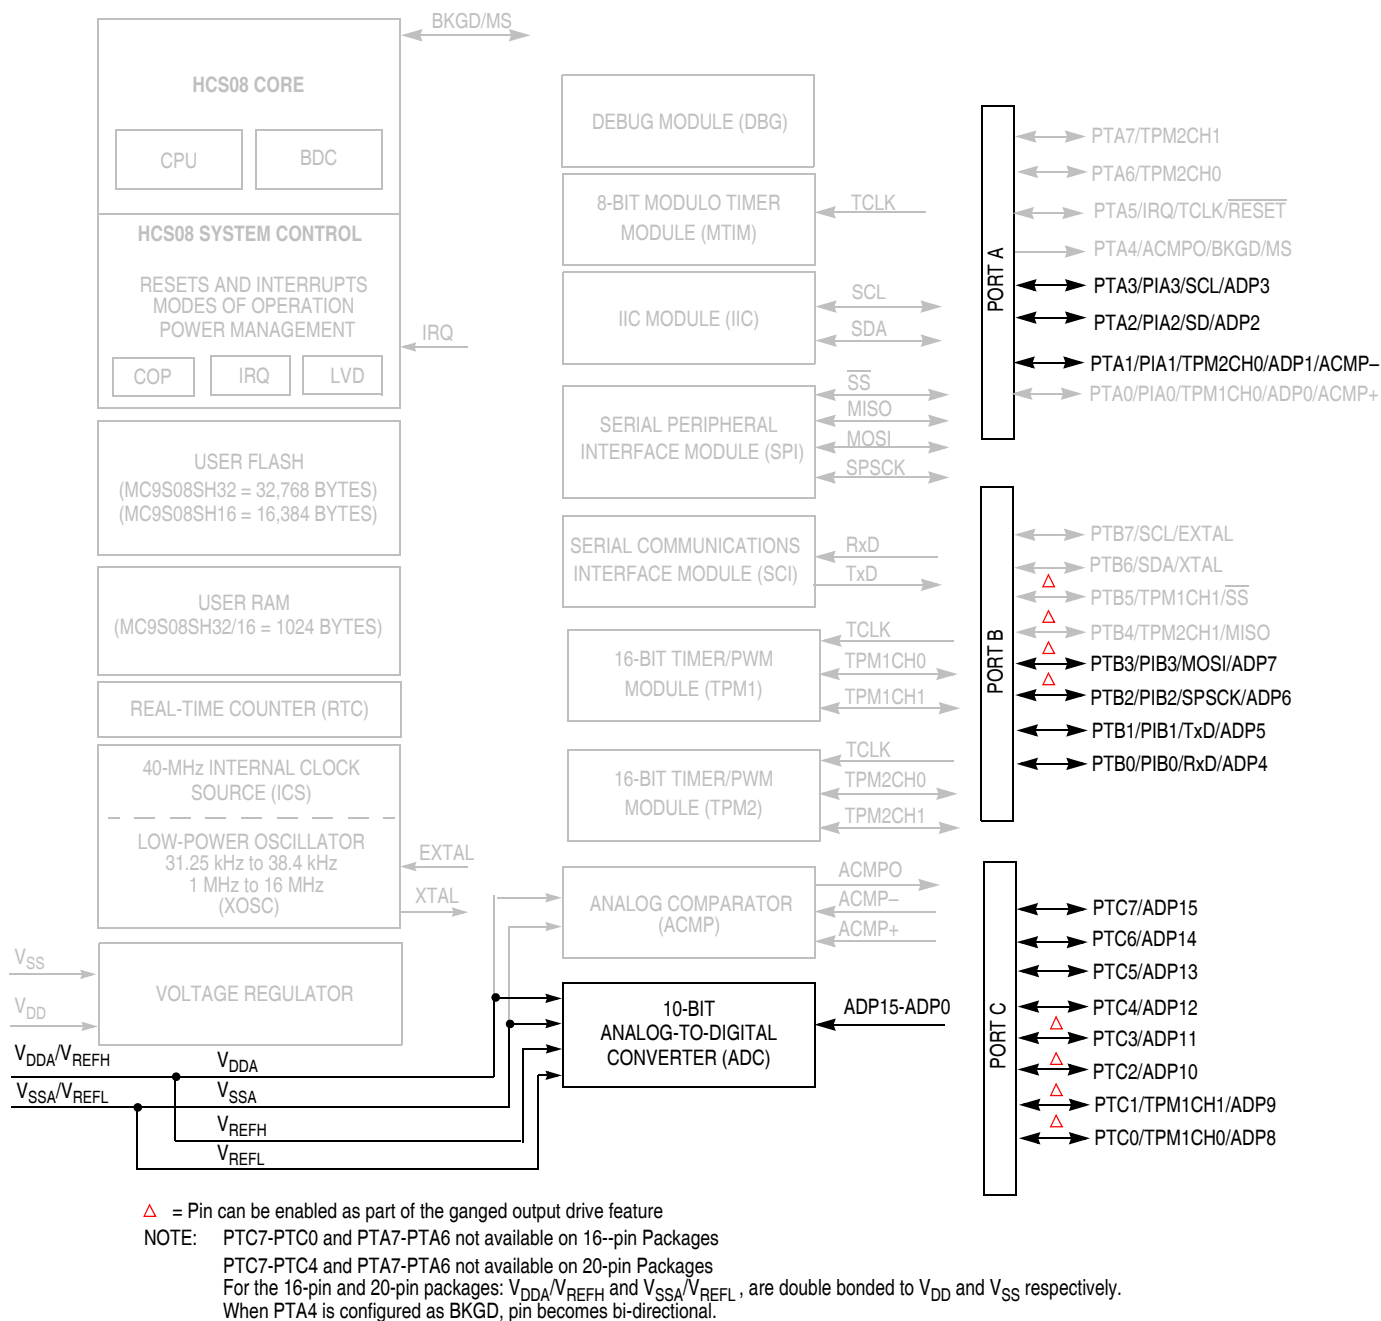 BKGD/MS
HCS08 CORE
CPU
BDC
HCS08 SYSTEM CONTROL
RESETS AND INTERRUPTS
MODES OF OPERATION
POWER MANAGEMENT
IRQ
COP
IRQ
LVD
USER FLASH
(MC9S08SH32 = 32,768 BYTES)
(MC9S08SH16 = 16,384 BYTES)
USER RAM
(MC9S08SH32/16 = 1024 BYTES)
REAL-TIME COUNTER (RTC)
40-MHz INTERNAL CLOCK
SOURCE (ICS)
LOW-POWER OSCILLATOR
31.25 kHz to 38.4 kHz
1 MHz to 16 MHz
(XOSC)
EXTAL
XTAL
VSS
VDD
VOLTAGE REGULATOR
VDDA/VREFH
VSSA/VREFL
VDDA
VSSA
VREFH
VREFL
DEBUG MODULE (DBG)
8-BIT MODULO TIMER
MODULE (MTIM)
TCLK
IIC MODULE (IIC)
SCL
SDA
SERIAL PERIPHERAL
INTERFACE MODULE (SPI)
SS
MISO
MOSI
SPSCK
SERIAL COMMUNICATIONS
INTERFACE MODULE (SCI)
RxD
TxD
16-BIT TIMER/PWM
MODULE (TPM1)
TCLK
TPM1CH0
TPM1CH1
16-BIT TIMER/PWM
MODULE (TPM2)
TCLK
TPM2CH0
TPM2CH1
ANALOG COMPARATOR
(ACMP)
ACMPO
ACMP–
ACMP+
10-BIT
ANALOG-TO-DIGITAL
CONVERTER (ADC)
ADP15-ADP0
PORT A
PTA7/TPM2CH1
PTA6/TPM2CH0
PTA5/IRQ/TCLK/RESET
PTA4/ACMPO/BKGD/MS
PTA3/PIA3/SCL/ADP3
PTA2/PIA2/SD/ADP2
PTA1/PIA1/TPM2CH0/ADP1/ACMP–
PTA0/PIA0/TPM1CH0/ADP0/ACMP+
PORT B
PTB7/SCL/EXTAL
PTB6/SDA/XTAL
PTB5/TPM1CH1/SS
PTB4/TPM2CH1/MISO
PTB3/PIB3/MOSI/ADP7
PTB2/PIB2/SPSCK/ADP6
PTB1/PIB1/TxD/ADP5
PTB0/PIB0/RxD/ADP4
PORT C
PTC7/ADP15
PTC6/ADP14
PTC5/ADP13
PTC4/ADP12
PTC3/ADP11
PTC2/ADP10
PTC1/TPM1CH1/ADP9
PTC0/TPM1CH0/ADP8
Δ = Pin can be enabled as part of the ganged output drive feature
NOTE: PTC7-PTC0 and PTA7-PTA6 not available on 16--pin Packages
PTC7-PTC4 and PTA7-PTA6 not available on 20-pin Packages
For the 16-pin and 20-pin packages: VDDA/VREFH and VSSA/VREFL , are double bonded to VDD and VSS respectively.
When PTA4 is configured as BKGD, pin becomes bi-directional.